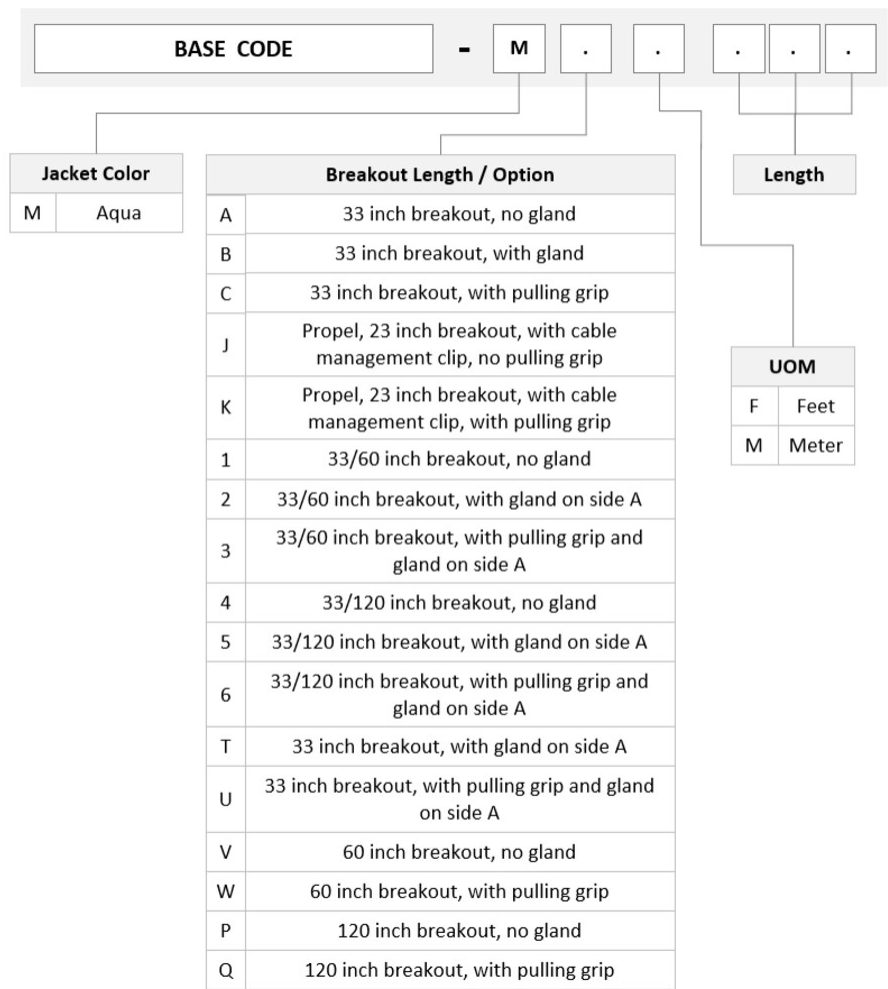 BASE CODE - M . . . . .
Jacket Color
M Aqua
Breakout Length / Option
A 33 inch breakout, no gland
B 33 inch breakout, with gland
C 33 inch breakout, with pulling grip
J Propel, 23 inch breakout, with cable
management clip, no pulling grip
K Propel, 23 inch breakout, with cable
management clip, with pulling grip
1 33/60 inch breakout, no gland
2 33/60 inch breakout, with gland on side A
3 33/60 inch breakout, with pulling grip and
gland on side A
4 33/120 inch breakout, no gland
5 33/120 inch breakout, with gland on side A
6 33/120 inch breakout, with pulling grip and
gland on side A
T 33 inch breakout, with gland on side A
U 33 inch breakout, with pulling grip and gland
on side A
V 60 inch breakout, no gland
W 60 inch breakout, with pulling grip
P 120 inch breakout, no gland
Q 120 inch breakout, with pulling grip
Length
UOM
F Feet
M Meter